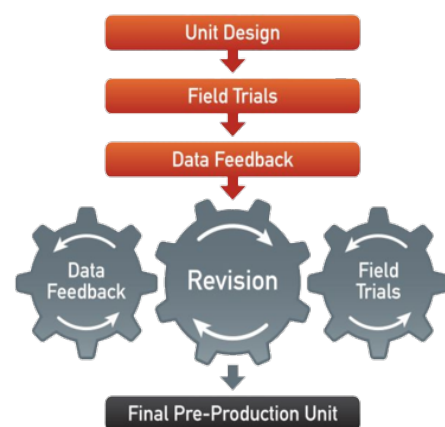 Unit Design
Field Trials
Data Feedback
Data
Feedback
Revision
Field
Trials
Final Pre-Production Unit